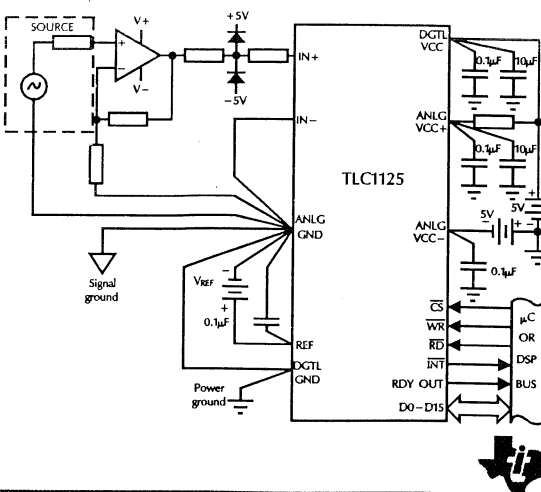 SOURCE
V+
V−
+
−
+5V
−5V
IN+
IN−
DGTL
VCC
0.1µF
10µF
ANLG
VCC+
0.1µF
10µF
TLC1125
5V
+
−
5V
−
+
ANLG
VCC−
0.1µF
ANLG
GND
Signal
ground
VREF
−
+
0.1µF
REF
DGTL
GND
Power
ground
CS
WR
RD
INT
RDY OUT
D0–D15
µC
OR
DSP
BUS